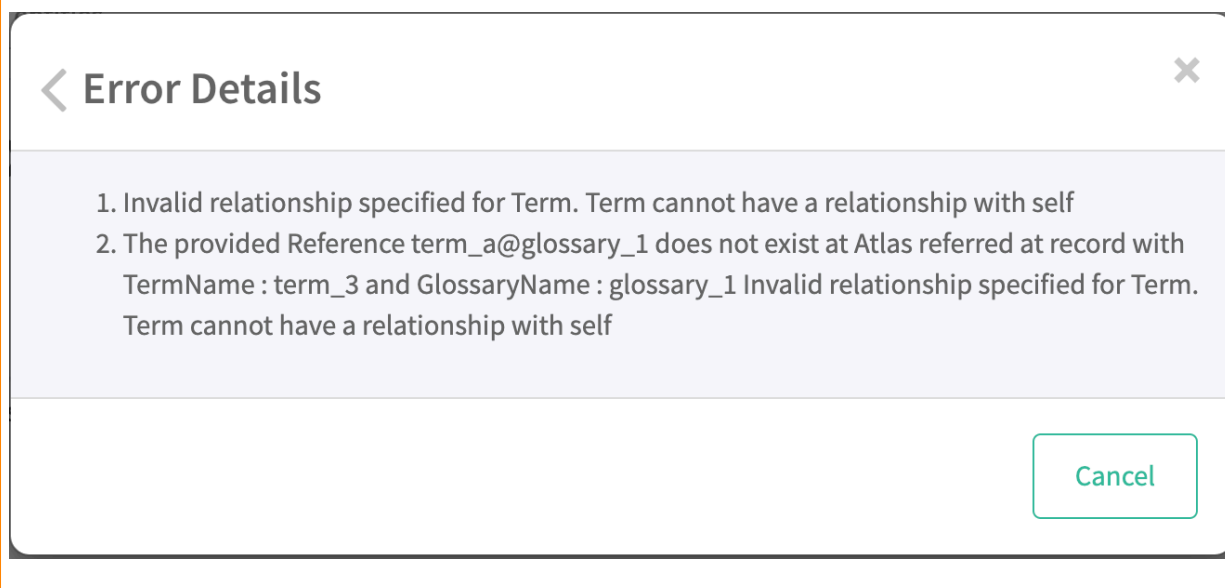 Error Details
1. Invalid relationship specified for Term. Term cannot have a relationship with self
2. The provided Reference term_a@glossary_1 does not exist at Atlas referred at record with
TermName : term_3 and GlossaryName : glossary_1 Invalid relationship specified for Term.
Term cannot have a relationship with self
Cancel